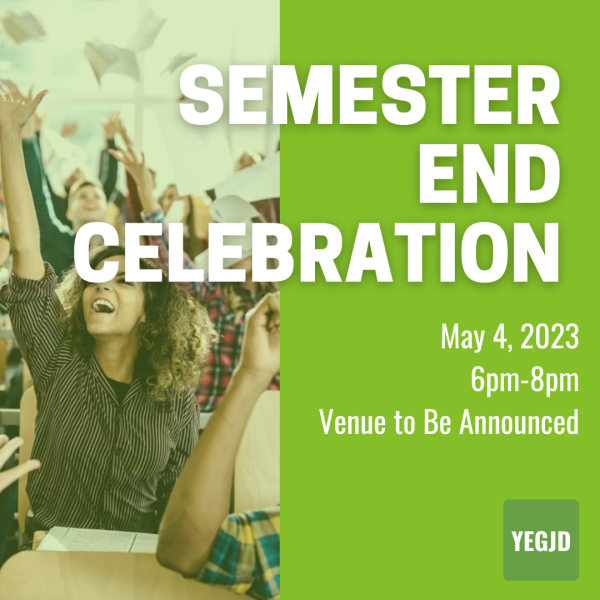 SEMESTER
END
CELEBRATION
May 4, 2023
6pm-8pm
Venue to Be Announced
YEGJD